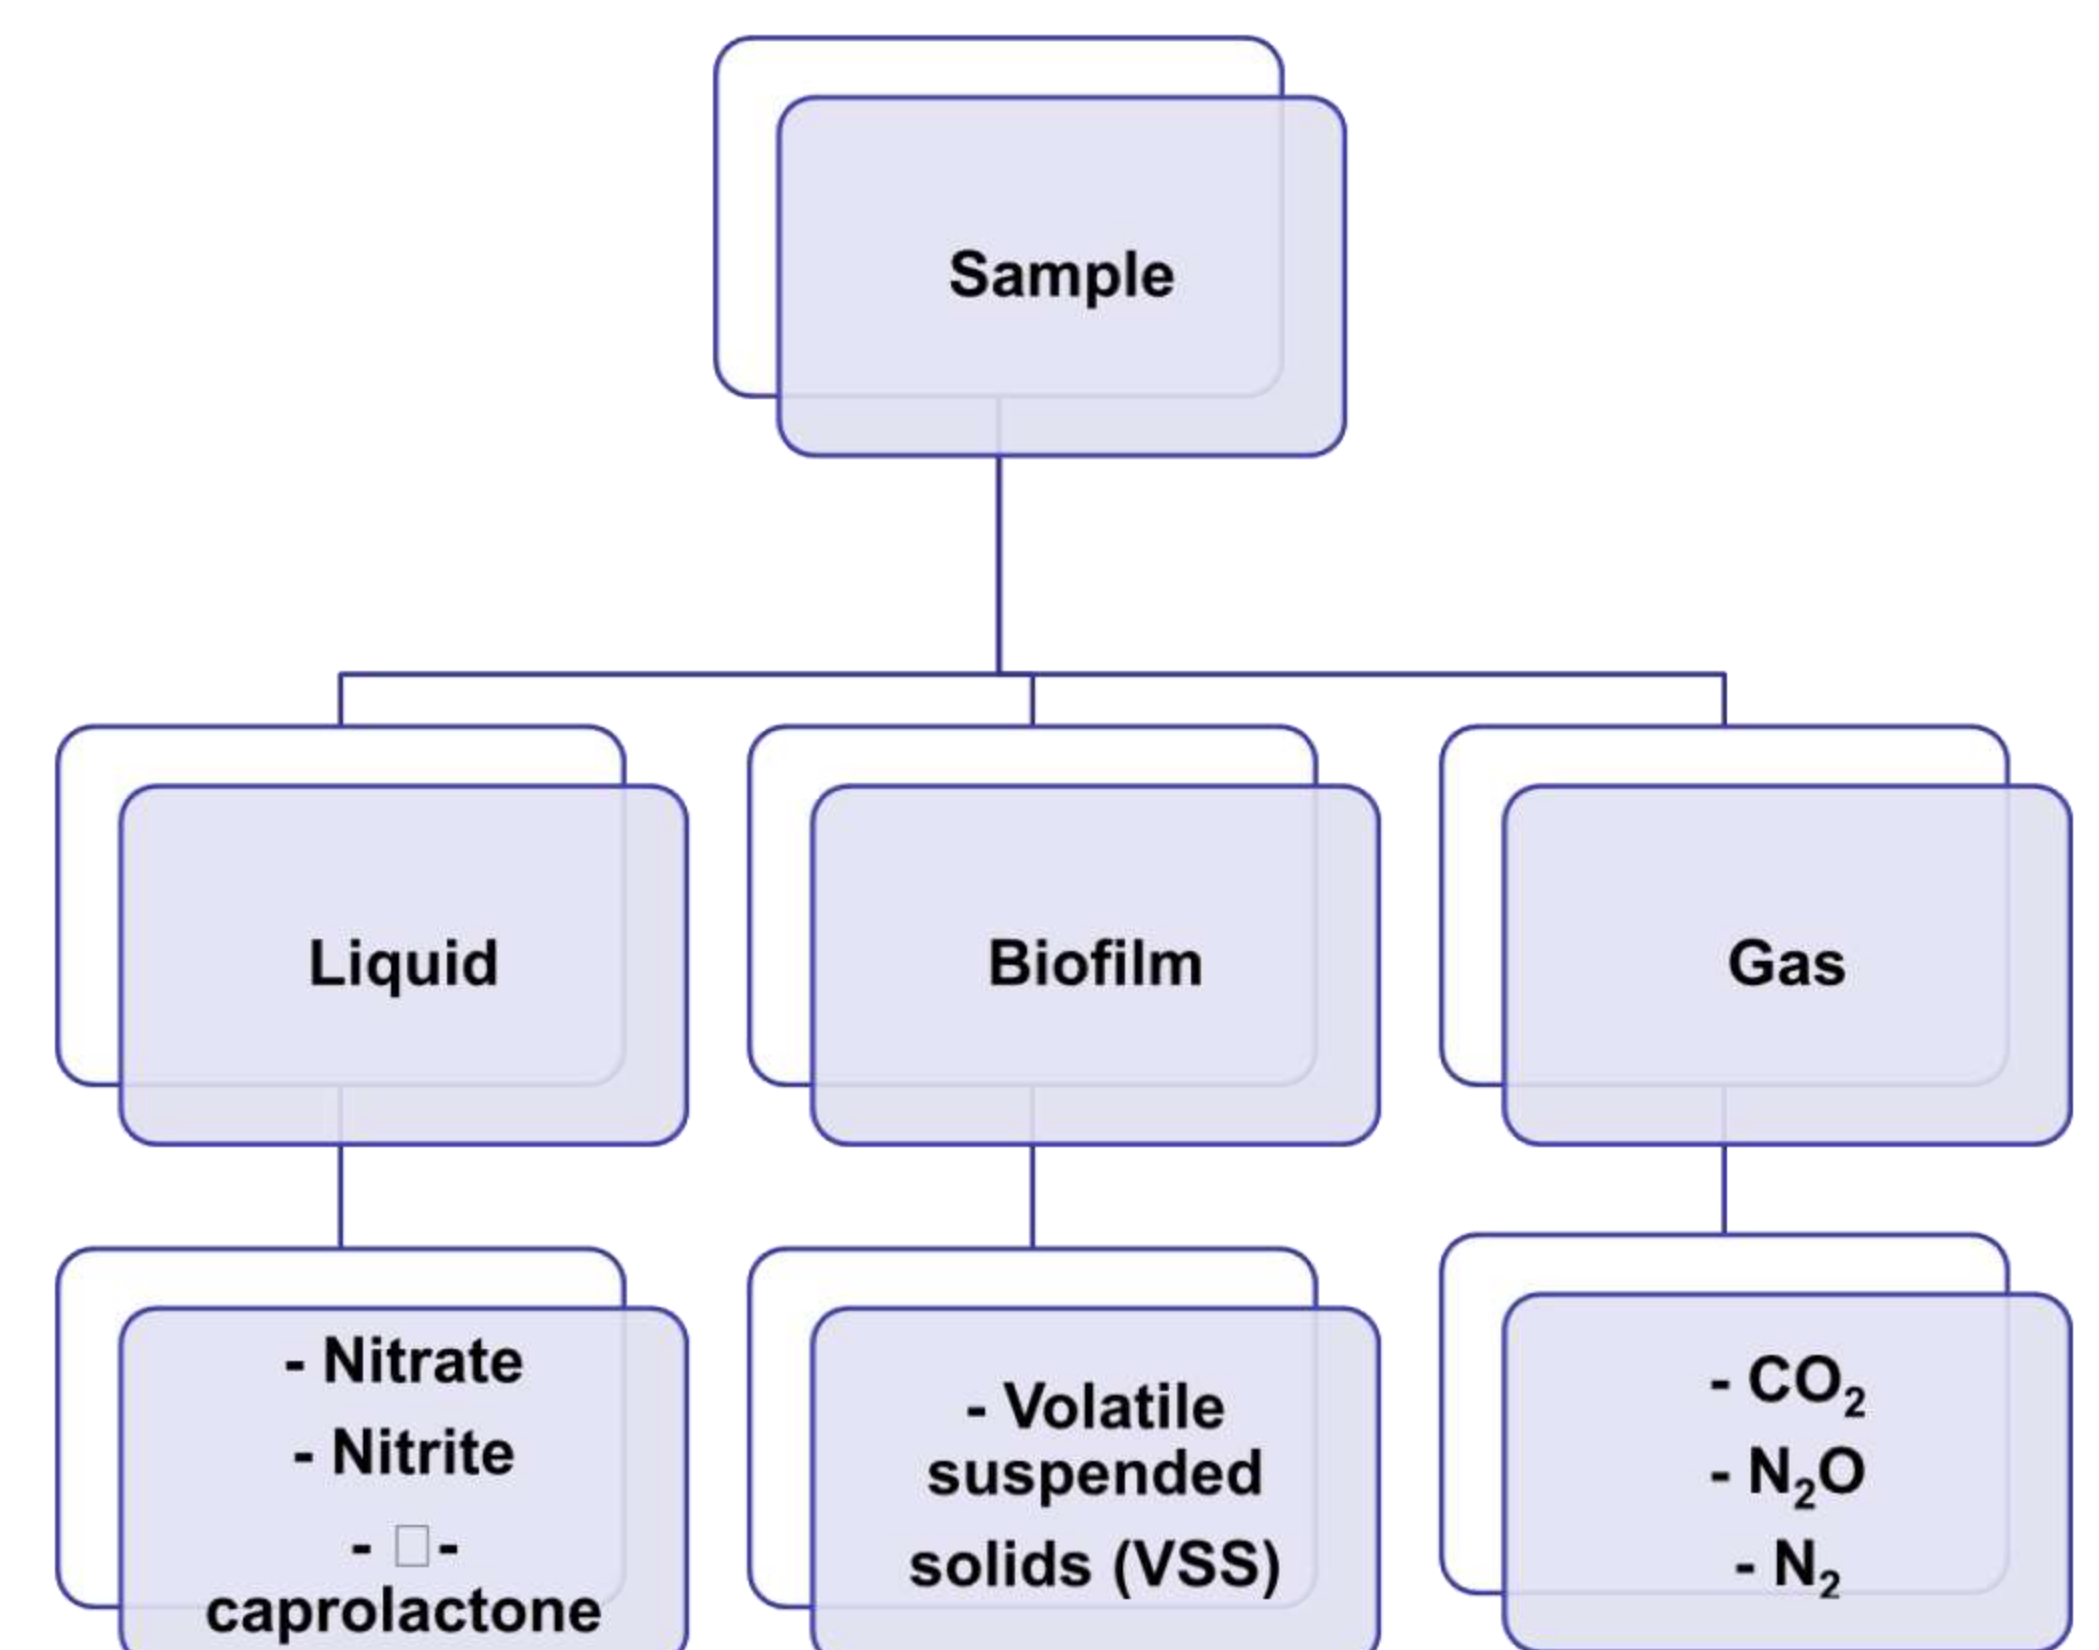 Sample
Liquid
Biofilm
Gas
- Nitrate
- Nitrite
- □-
caprolactone
- Volatile
suspended
solids (VSS)
- CO₂
- N₂O
- N₂